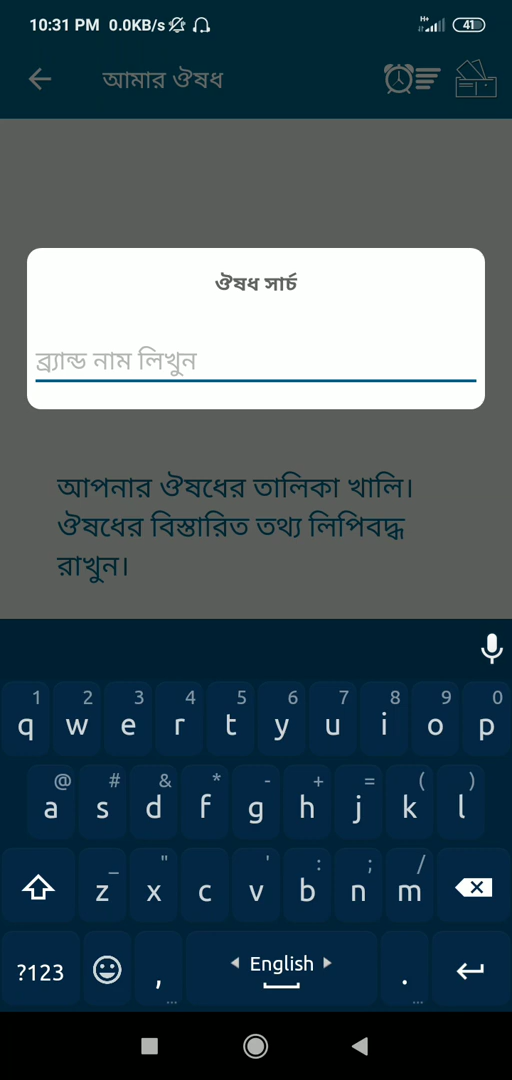 10:31 PM 0.0KB/s H+ 41
আমার ঔষধ
ঔষধ সার্চ
ব্র্যান্ড নাম লিখুন
আপনার ঔষধের তালিকা খালি।
ঔষধের বিস্তারিত তথ্য লিপিবদ্ধ
রাখুন।
1 2 3 4 5 6 7 8 9 0
q w e r t y u i o p
@ # & * - + = ( )
a s d f g h j k l
_ " ' : ; /
z x c v b n m
?123 , English .